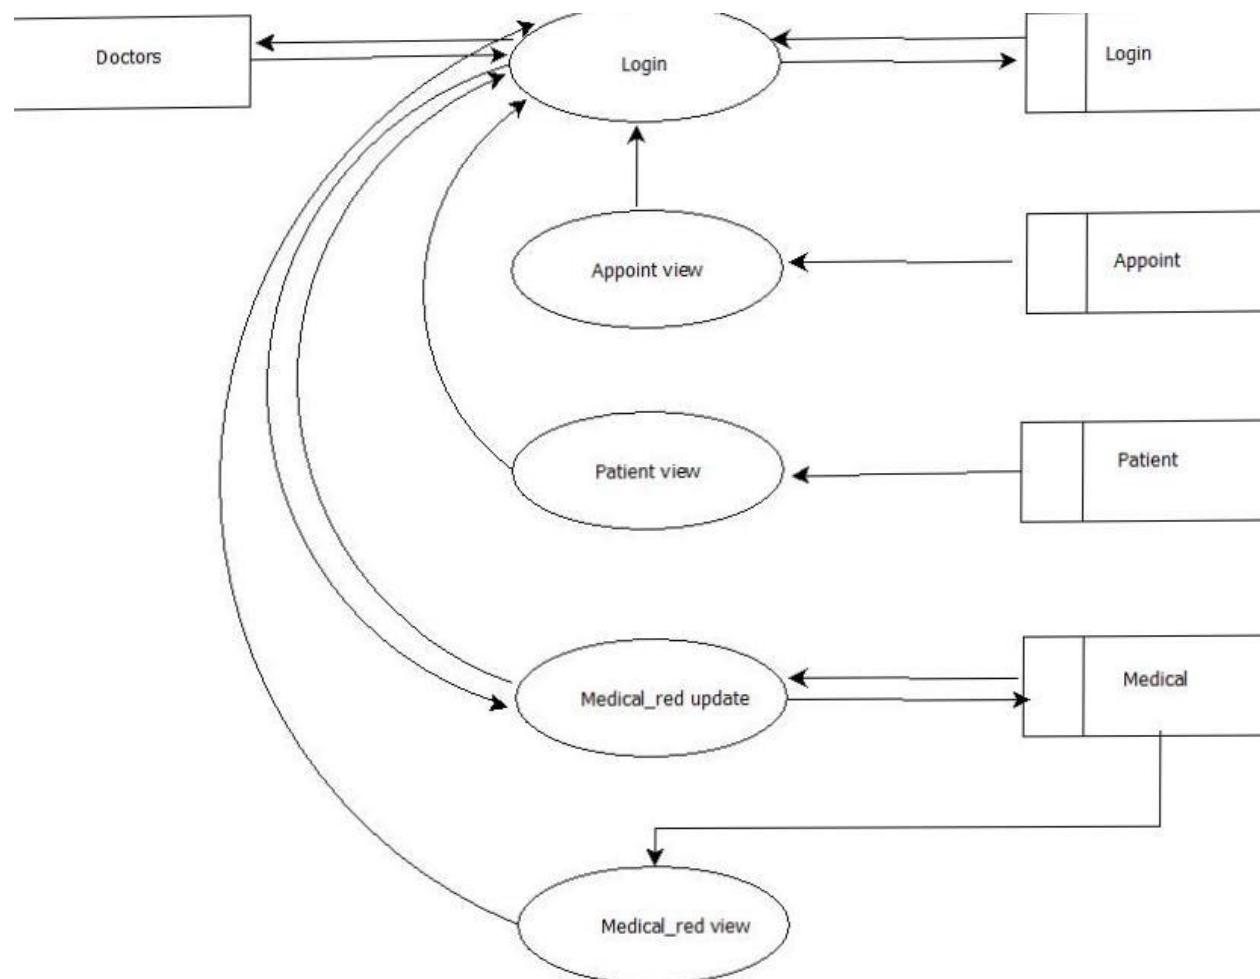 Doctors
Login
Login
Appoint view
Appoint
Patient view
Patient
Medical_red update
Medical
Medical_red view